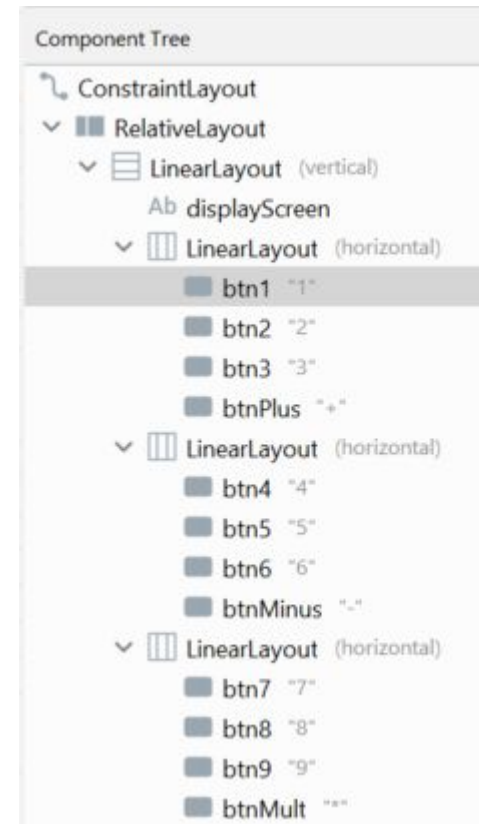 Component Tree
ConstraintLayout
RelativeLayout
LinearLayout (vertical)
Ab displayScreen
LinearLayout (horizontal)
btn1 "1"
btn2 "2"
btn3 "3"
btnPlus "+"
LinearLayout (horizontal)
btn4 "4"
btn5 "5"
btn6 "6"
btnMinus "-"
LinearLayout (horizontal)
btn7 "7"
btn8 "8"
btn9 "9"
btnMult "*"